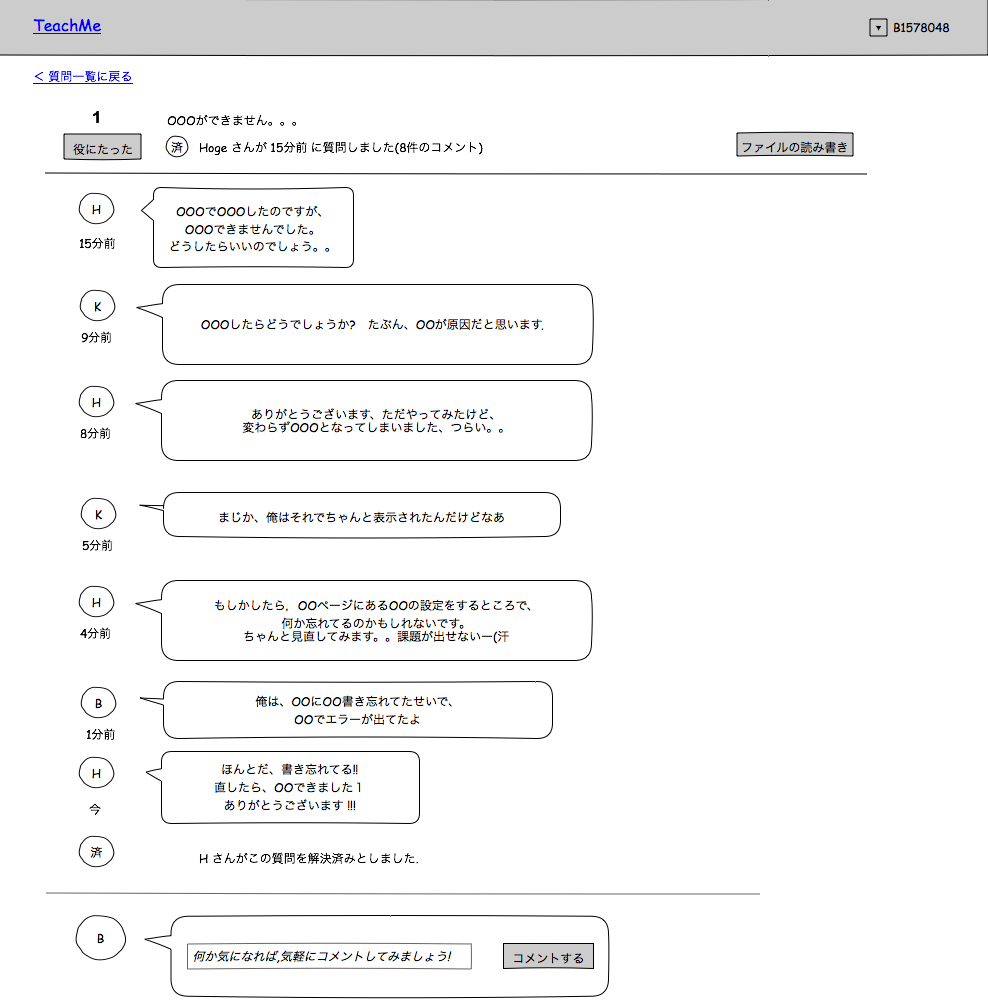 TeachMe
▼ B1578048
< 質問一覧に戻る
1
OOOができません。。。
役にたった
済 Hoge さんが 15分前 に質問しました(8件のコメント)
ファイルの読み書き
H
15分前
OOOでOOOしたのですが、
OOOできませんでした。
どうしたらいいのでしょう。。
K
9分前
OOOしたらどうでしょうか? たぶん、OOが原因だと思います.
H
8分前
ありがとうございます、ただやってみたけど、
変わらずOOOとなってしまいました、つらい。。
K
5分前
まじか、俺はそれでちゃんと表示されたんだけどなあ
H
4分前
もしかしたら, OOページにあるOOの設定をするところで、
何か忘れてるのかもしれないです。
ちゃんと見直してみます。。課題が出せないー(汗
B
1分前
俺は、OOにOO書き忘れてたせいで、
OOでエラーが出てたよ
H
今
ほんとだ、書き忘れてる!!
直したら、OOできました1
ありがとうございます !!!
済
H さんがこの質問を解決済みとしました.
B
何か気になれば,気軽にコメントしてみましょう!
コメントする